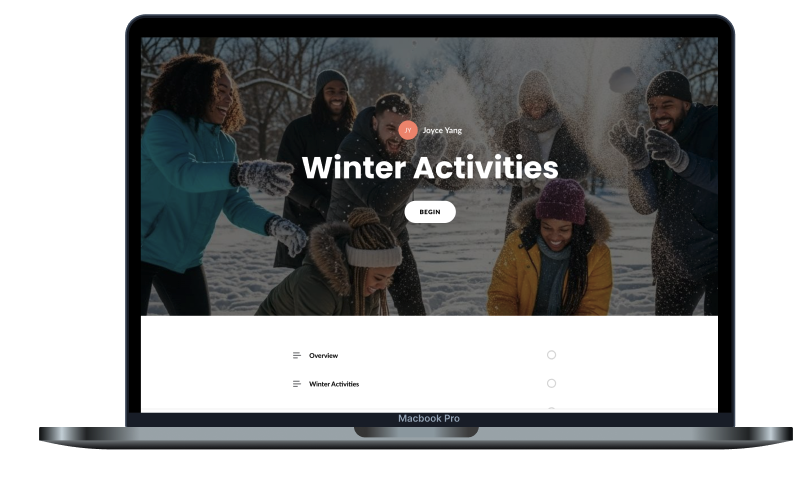 JY
Joyce Yang
Winter Activities
BEGIN
Overview
Winter Activities
Macbook Pro